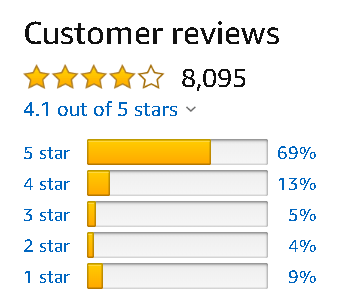 Customer reviews
8,095
4.1 out of 5 stars
5 star 69%
4 star 13%
3 star 5%
2 star 4%
1 star 9%